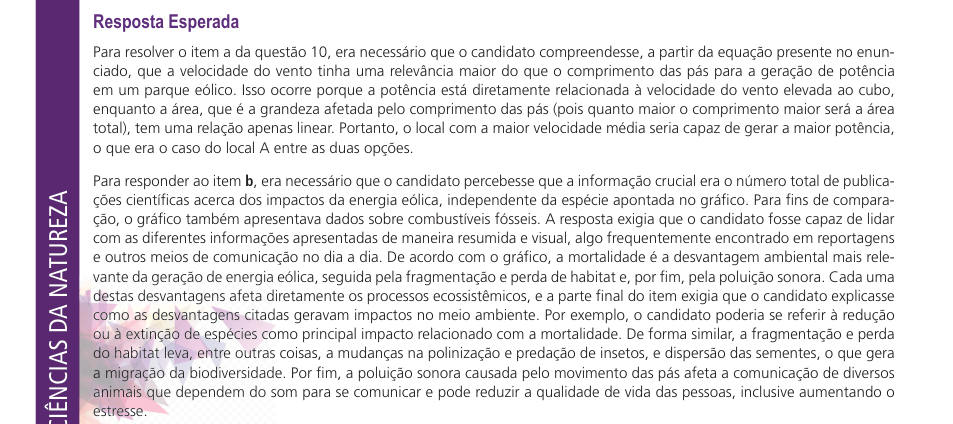 Resposta Esperada
Para resolver o item a da questão 10, era necessário que o candidato compreendesse, a partir da equação presente no enun-
ciado, que a velocidade do vento tinha uma relevância maior do que o comprimento das pás para a geração de potência
em um parque eólico. Isso ocorre porque a potência está diretamente relacionada à velocidade do vento elevada ao cubo,
enquanto a área, que é a grandeza afetada pelo comprimento das pás (pois quanto maior o comprimento maior será a área
total), tem uma relação apenas linear. Portanto, o local com a maior velocidade média seria capaz de gerar a maior potência,
o que era o caso do local A entre as duas opções.
Para responder ao item b, era necessário que o candidato percebesse que a informação crucial era o número total de publica-
ções científicas acerca dos impactos da energia eólica, independente da espécie apontada no gráfico. Para fins de compara-
ção, o gráfico também apresentava dados sobre combustíveis fósseis. A resposta exigia que o candidato fosse capaz de lidar
com as diferentes informações apresentadas de maneira resumida e visual, algo frequentemente encontrado em reportagens
e outros meios de comunicação no dia a dia. De acordo com o gráfico, a mortalidade é a desvantagem ambiental mais rele-
vante da geração de energia eólica, seguida pela fragmentação e perda de habitat e, por fim, pela poluição sonora. Cada uma
destas desvantagens afeta diretamente os processos ecossistêmicos, e a parte final do item exigia que o candidato explicasse
como as desvantagens citadas geravam impactos no meio ambiente. Por exemplo, o candidato poderia se referir à redução
ou à extinção de espécies como principal impacto relacionado com a mortalidade. De forma similar, a fragmentação e perda
do habitat leva, entre outras coisas, a mudanças na polinização e predação de insetos, e dispersão das sementes, o que gera
a migração da biodiversidade. Por fim, a poluição sonora causada pelo movimento das pás afeta a comunicação de diversos
animais que dependem do som para se comunicar e pode reduzir a qualidade de vida das pessoas, inclusive aumentando o
estresse.
CIÊNCIAS DA NATUREZA